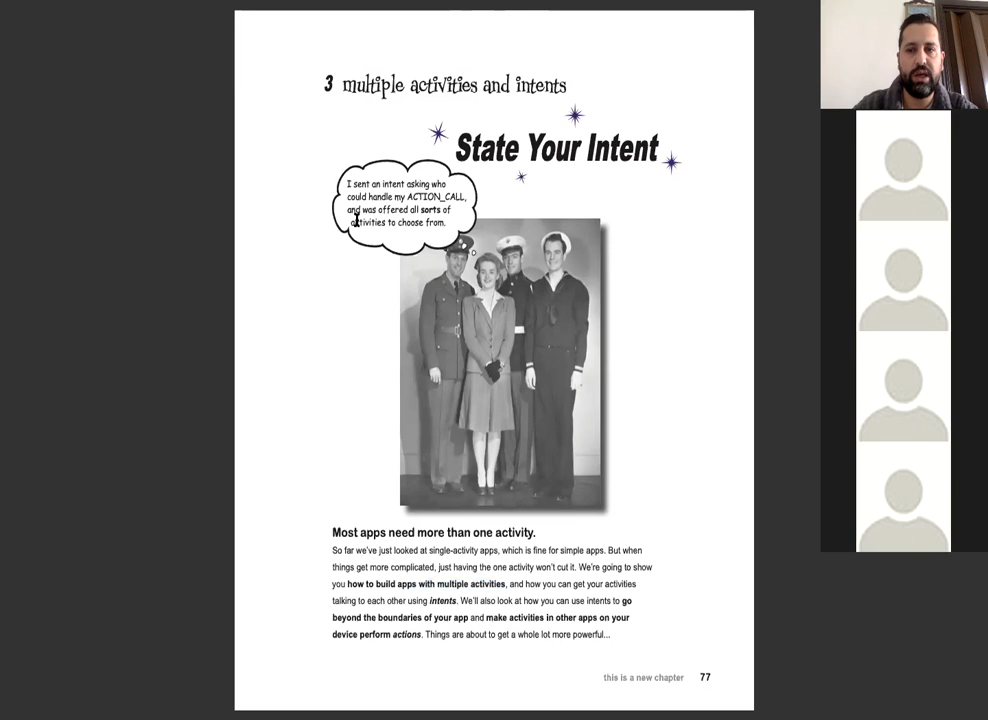 3 multiple activities and intents
State Your Intent
I sent an intent asking who
could handle my ACTION_CALL,
and was offered all sorts of
activities to choose from.
Most apps need more than one activity.
So far we've just looked at single-activity apps, which is fine for simple apps. But when
things get more complicated, just having the one activity won't cut it. We're going to show
you how to build apps with multiple activities, and how you can get your activities
talking to each other using intents. We'll also look at how you can use intents to go
beyond the boundaries of your app and make activities in other apps on your
device perform actions. Things are about to get a whole lot more powerful...
this is a new chapter 77